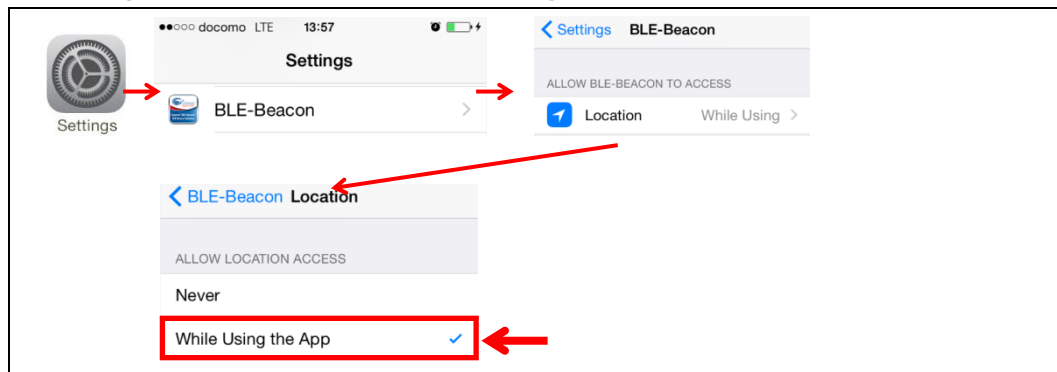 docomo LTE 13:57
Settings
BLE-Beacon
Settings
Settings BLE-Beacon
ALLOW BLE-BEACON TO ACCESS
Location While Using
BLE-Beacon Location
ALLOW LOCATION ACCESS
Never
While Using the App